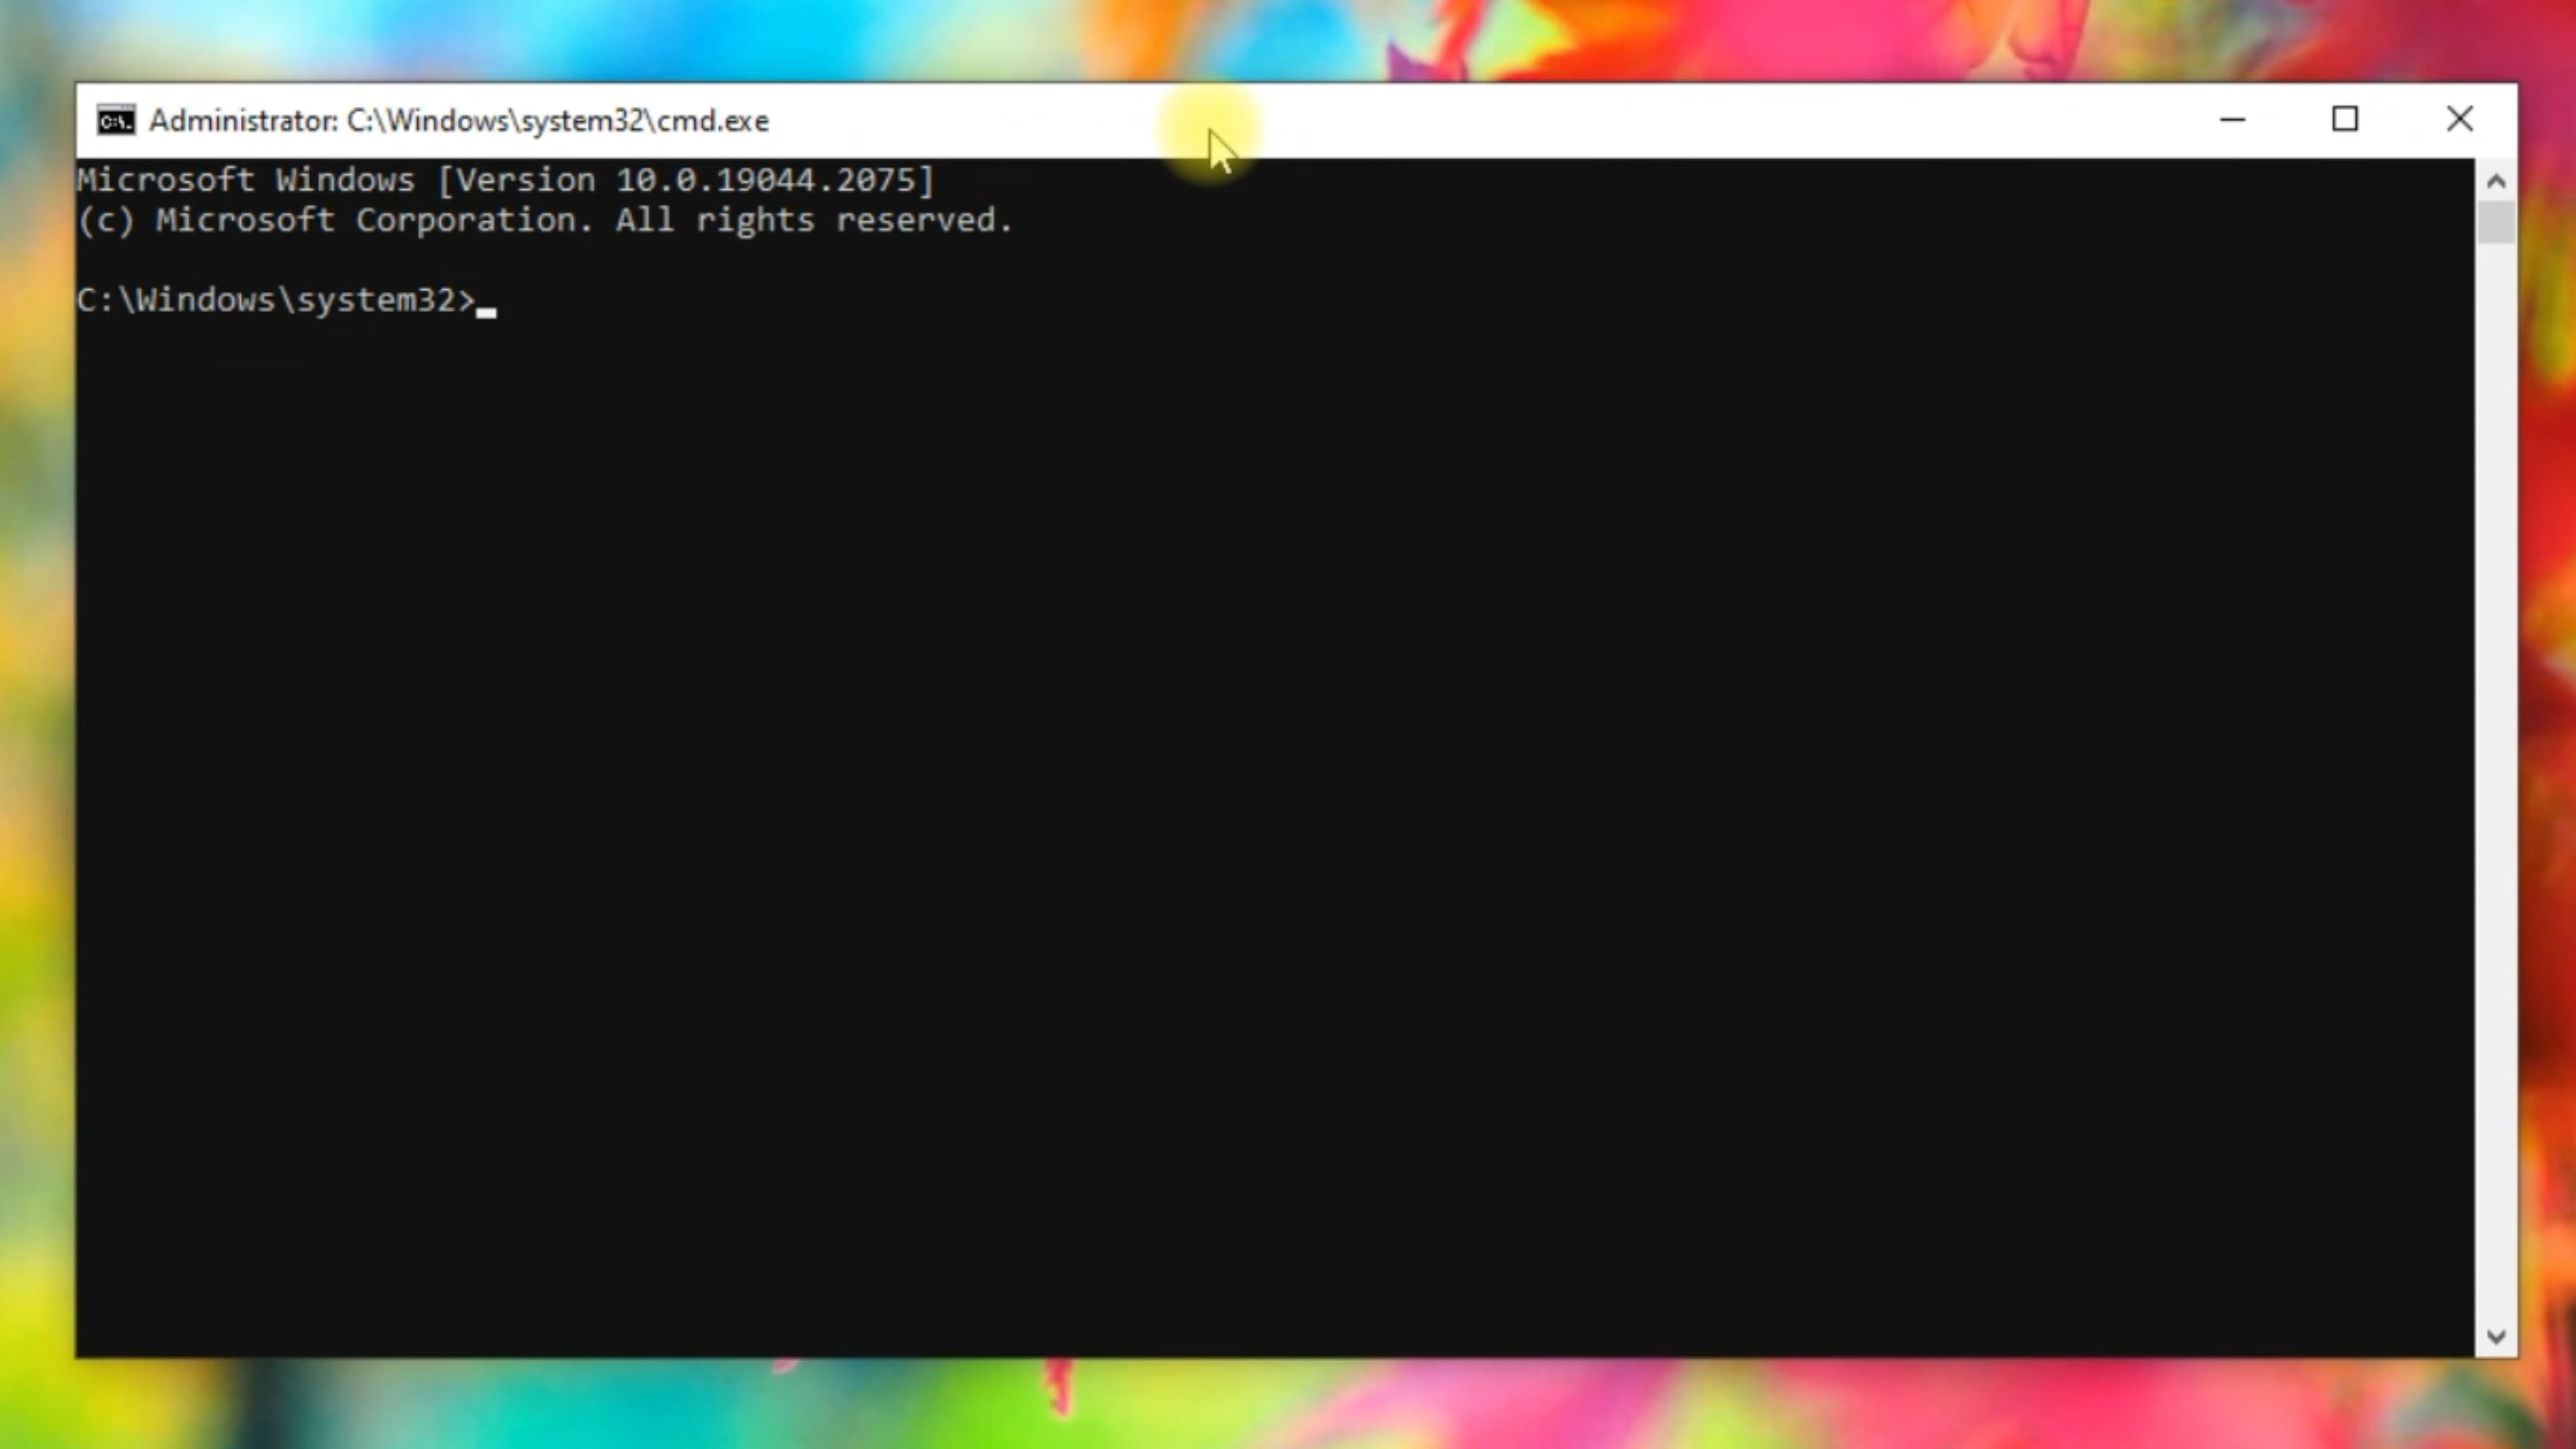 Administrator: C:\Windows\system32\cmd.exe
Microsoft Windows [Version 10.0.19044.2075]
(c) Microsoft Corporation. All rights reserved.
C:\Windows\system32>